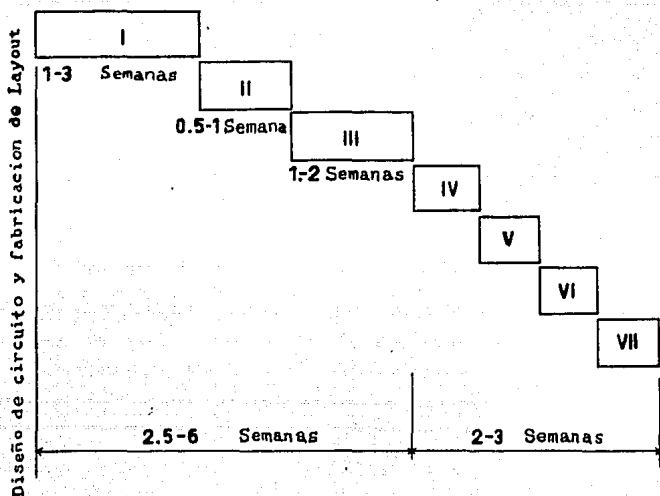 Diseño de circuito y fabricacion de Layout
I
1-3 Semanas
II
0.5-1 Semana
III
1-2 Semanas
IV
V
VI
VII
2.5-6 Semanas
2-3 Semanas